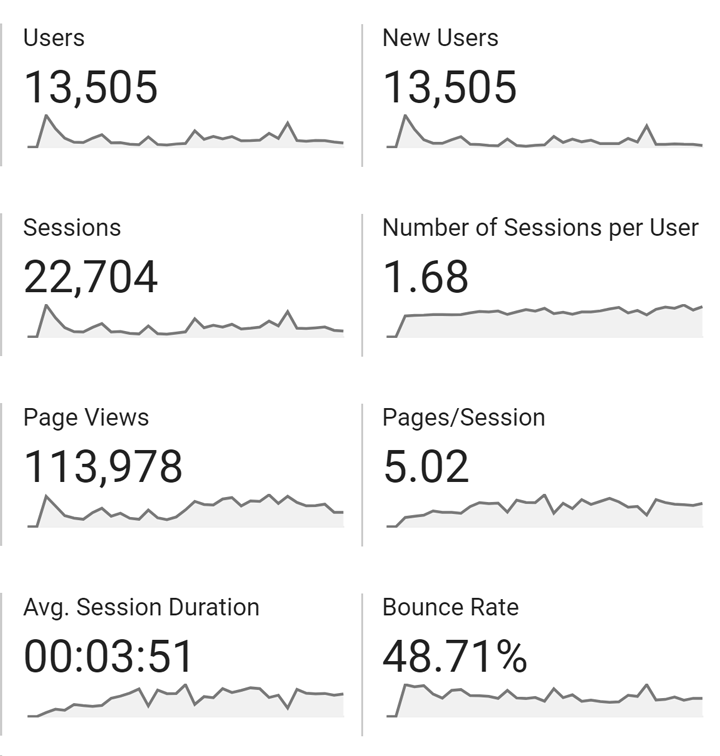 Users
13,505
New Users
13,505
Sessions
22,704
Number of Sessions per User
1.68
Page Views
113,978
Pages/Session
5.02
Avg. Session Duration
00:03:51
Bounce Rate
48.71%